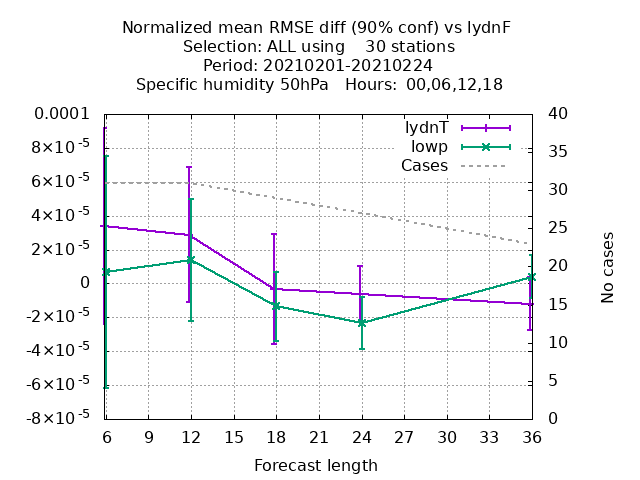 Normalized mean RMSE diff (90% conf) vs lydnF
Selection: ALL using 30 stations
Period: 20210201-20210224
Specific humidity 50hPa Hours: 00,06,12,18
lydnT
lowp
Cases
0.0001
8×10-5
6×10-5
4×10-5
2×10-5
0
-2×10-5
-4×10-5
-6×10-5
-8×10-5
40
35
30
25
20
15
10
5
0
No cases
6 9 12 15 18 21 24 27 30 33 36
Forecast length